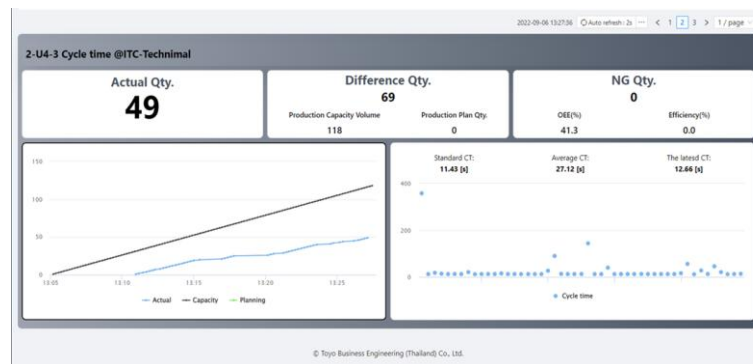 2022-09-06 13:27:36 Auto refresh : 2s ··· < 1 2 3 > 1 / page
2-U4-3 Cycle time @ITC-Technimal
Actual Qty.
49
Difference Qty.
69
Production Capacity Volume Production Plan Qty.
118 0
NG Qty.
0
OEE(%) Efficiency(%)
41.3 0.0
150
100
50
0
13:05 13:10 13:15 13:20 13:25
Actual Capacity Planning
Standard CT: Average CT: The latesd CT:
11.43 [s] 27.12 [s] 12.66 [s]
400
200
0
Cycle time
© Toyo Business Engineering (Thailand) Co., Ltd.